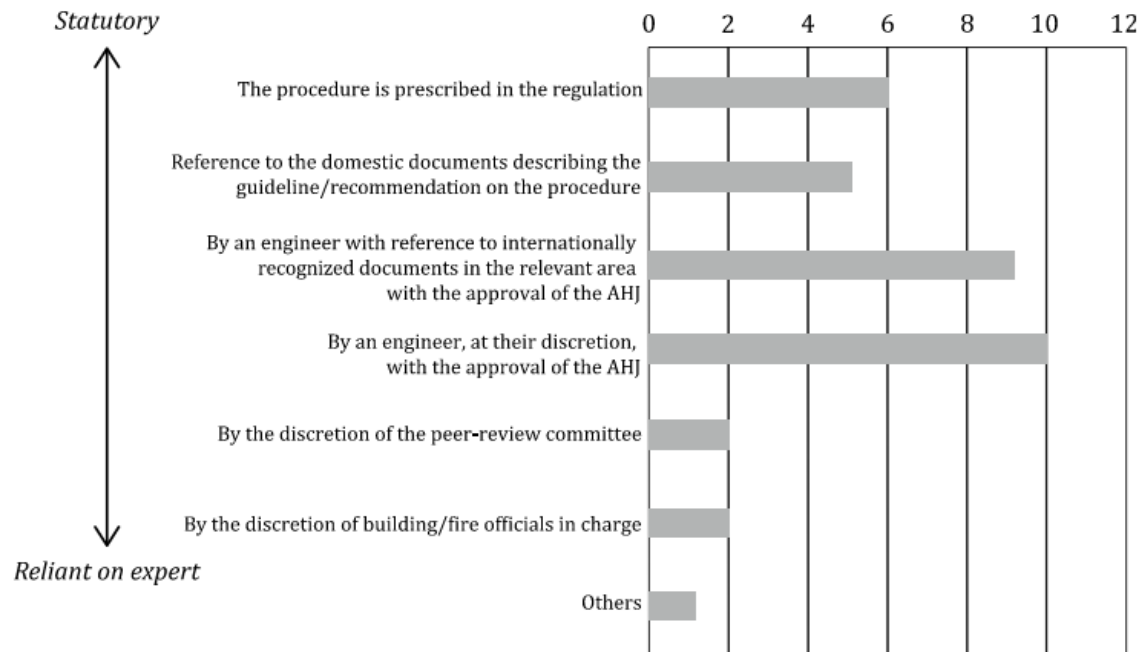 Statutory
0 2 4 6 8 10 12
The procedure is prescribed in the regulation
Reference to the domestic documents describing the
guideline/recommendation on the procedure
By an engineer with reference to internationally
recognized documents in the relevant area
with the approval of the AHJ
By an engineer, at their discretion,
with the approval of the AHJ
By the discretion of the peer-review committee
By the discretion of building/fire officials in charge
Reliant on expert
Others